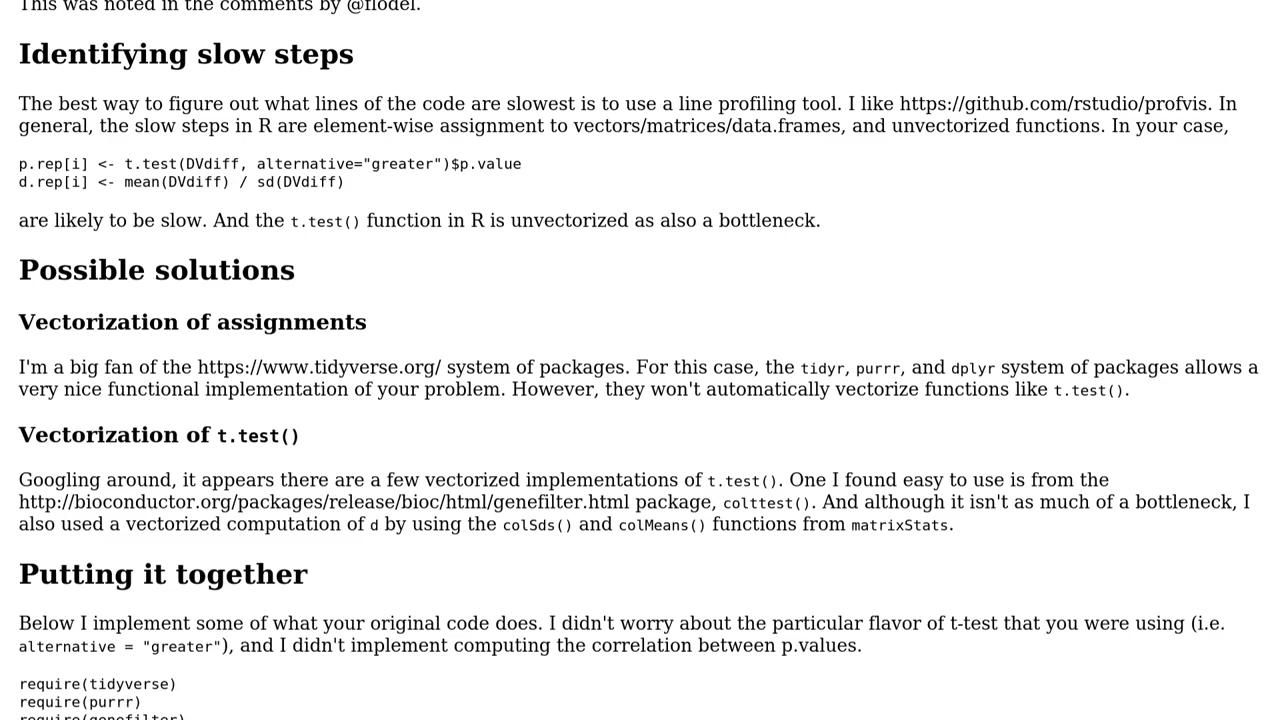 This was noted in the comments by @flodel.
Identifying slow steps
The best way to figure out what lines of the code are slowest is to use a line profiling tool. I like https://github.com/rstudio/profvis. In
general, the slow steps in R are element-wise assignment to vectors/matrices/data.frames, and unvectorized functions. In your case,
p.rep[i] <- t.test(DVdiff, alternative="greater")$p.value
d.rep[i] <- mean(DVdiff) / sd(DVdiff)
are likely to be slow. And the t.test() function in R is unvectorized as also a bottleneck.
Possible solutions
Vectorization of assignments
I'm a big fan of the https://www.tidyverse.org/ system of packages. For this case, the tidyr, purrr, and dplyr system of packages allows a
very nice functional implementation of your problem. However, they won't automatically vectorize functions like t.test().
Vectorization of t.test()
Googling around, it appears there are a few vectorized implementations of t.test(). One I found easy to use is from the
http://bioconductor.org/packages/release/bioc/html/genefilter.html package, colttest(). And although it isn't as much of a bottleneck, I
also used a vectorized computation of d by using the colSds() and colMeans() functions from matrixStats.
Putting it together
Below I implement some of what your original code does. I didn't worry about the particular flavor of t-test that you were using (i.e.
alternative = "greater"), and I didn't implement computing the correlation between p.values.
require(tidyverse)
require(purrr)
require(genefilter)